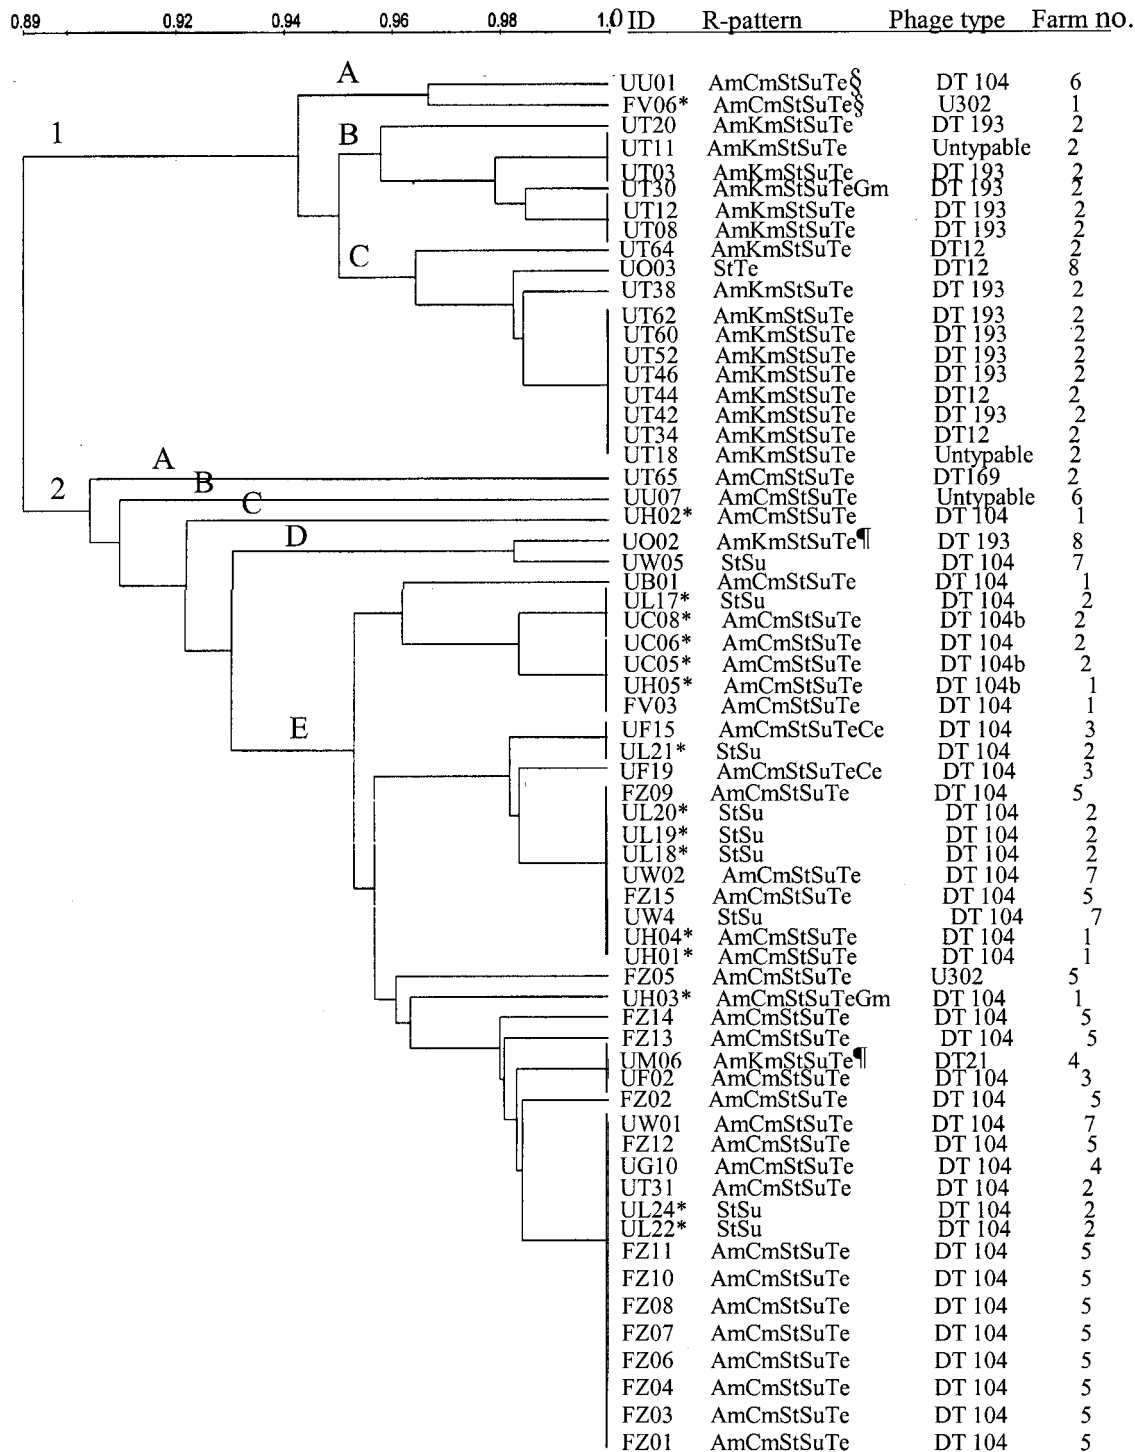 0.89 0.92 0.94 0.96 0.98 1.0 ID R-pattern Phage type Farm no.
A UU01 AmCmStSuTe§ DT 104 6
FV06* AmCmStSuTe§ U302 1
1 B UT20 AmKmStSuTe DT 193 2
UT11 AmKmStSuTe Untypable 2
UT03 AmKmStSuTe DT 193 2
UT30 AmKmStSuTeGm DT 193 2
UT12 AmKmStSuTe DT 193 2
UT08 AmKmStSuTe DT 193 2
C UT64 AmKmStSuTe DT12 2
UO03 StTe DT12 8
UT38 AmKmStSuTe DT 193 2
UT62 AmKmStSuTe DT 193 2
UT60 AmKmStSuTe DT 193 2
UT52 AmKmStSuTe DT 193 2
UT46 AmKmStSuTe DT 193 2
UT44 AmKmStSuTe DT12 2
UT42 AmKmStSuTe DT 193 2
UT34 AmKmStSuTe DT12 2
UT18 AmKmStSuTe Untypable 2
A UT65 AmCmStSuTe DT169 2
2 B UU07 AmCmStSuTe Untypable 6
C UH02* AmCmStSuTe DT 104 1
D UO02 AmKmStSuTe¶ DT 193 8
UW05 StSu DT 104 7
UB01 AmCmStSuTe DT 104 1
UL17* StSu DT 104 2
UC08* AmCmStSuTe DT 104b 2
UC06* AmCmStSuTe DT 104 2
UC05* AmCmStSuTe DT 104b 2
UH05* AmCmStSuTe DT 104b 1
FV03 AmCmStSuTe DT 104 1
E UF15 AmCmStSuTeCe DT 104 3
UL21* StSu DT 104 2
UF19 AmCmStSuTeCe DT 104 3
FZ09 AmCmStSuTe DT 104 5
UL20* StSu DT 104 2
UL19* StSu DT 104 2
UL18* StSu DT 104 2
UW02 AmCmStSuTe DT 104 7
FZ15 AmCmStSuTe DT 104 5
UW4 StSu DT 104 7
UH04* AmCmStSuTe DT 104 1
UH01* AmCmStSuTe DT 104 1
FZ05 AmCmStSuTe U302 5
UH03* AmCmStSuTeGm DT 104 1
FZ14 AmCmStSuTe DT 104 5
FZ13 AmCmStSuTe DT 104 5
UM06 AmKmStSuTe¶ DT21 4
UF02 AmCmStSuTe DT 104 3
FZ02 AmCmStSuTe DT 104 5
UW01 AmCmStSuTe DT 104 7
FZ12 AmCmStSuTe DT 104 5
UG10 AmCmStSuTe DT 104 4
UT31 AmCmStSuTe DT 104 2
UL24* StSu DT 104 2
UL22* StSu DT 104 2
FZ11 AmCmStSuTe DT 104 5
FZ10 AmCmStSuTe DT 104 5
FZ08 AmCmStSuTe DT 104 5
FZ07 AmCmStSuTe DT 104 5
FZ06 AmCmStSuTe DT 104 5
FZ04 AmCmStSuTe DT 104 5
FZ03 AmCmStSuTe DT 104 5
FZ01 AmCmStSuTe DT 104 5